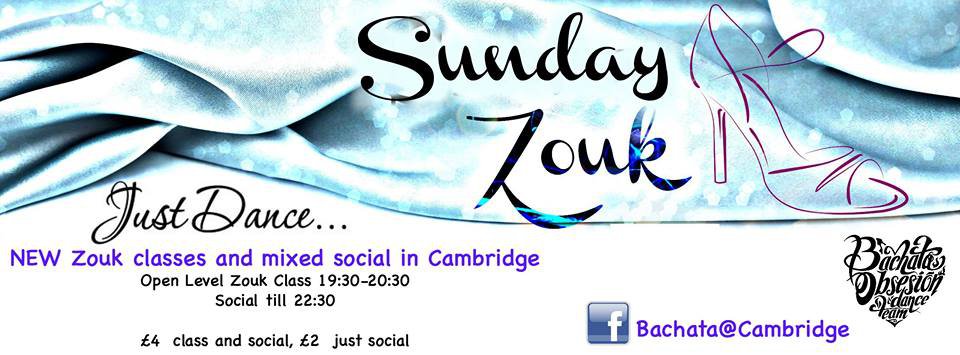 Sunday
Zouk
Just Dance...
NEW Zouk classes and mixed social in Cambridge
Open Level Zouk Class 19:30-20:30
Social till 22:30
£4 class and social, £2 just social
Bachata
Obsesión
dance
team
f Bachata@Cambridge